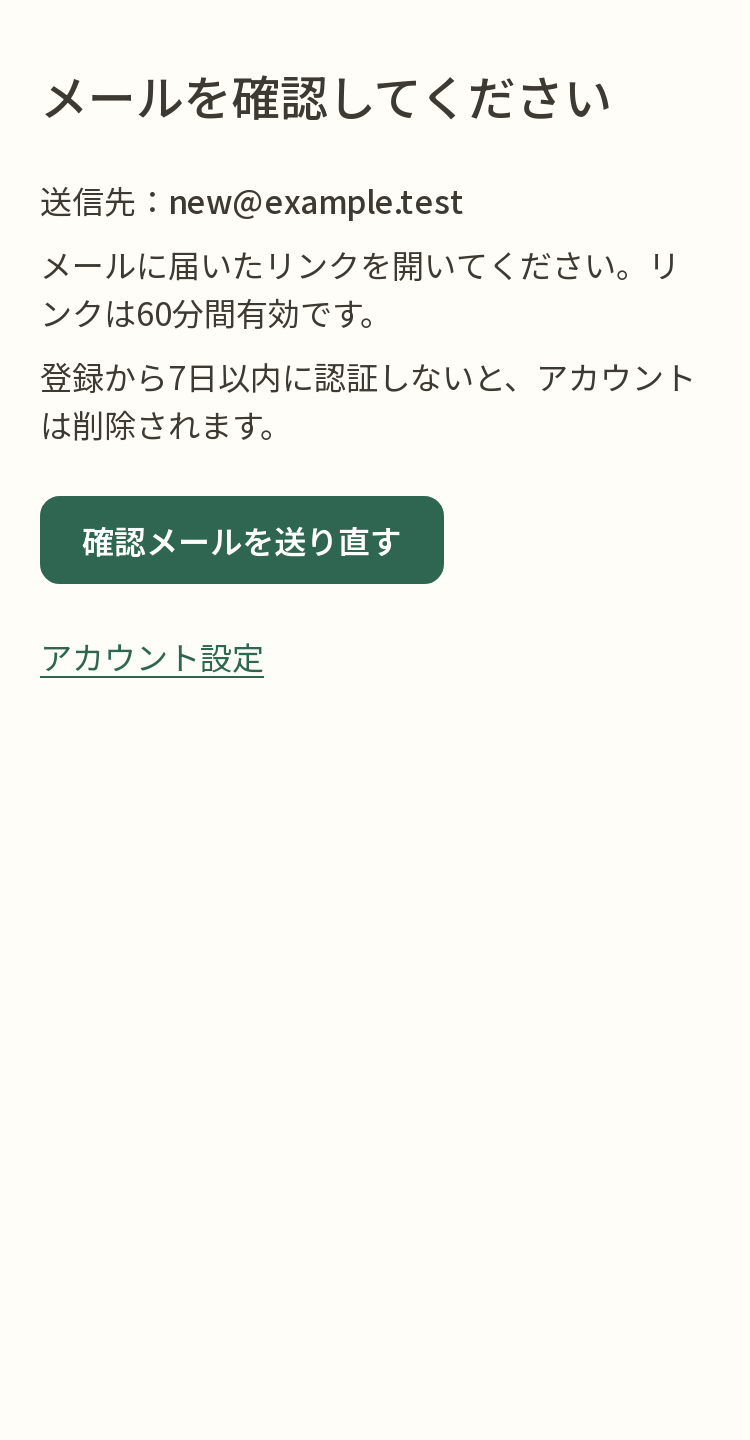 メールを確認してください
送信先：new@example.test
メールに届いたリンクを開いてください。リ
ンクは60分間有効です。
登録から7日以内に認証しないと、アカウント
は削除されます。
確認メールを送り直す
アカウント設定